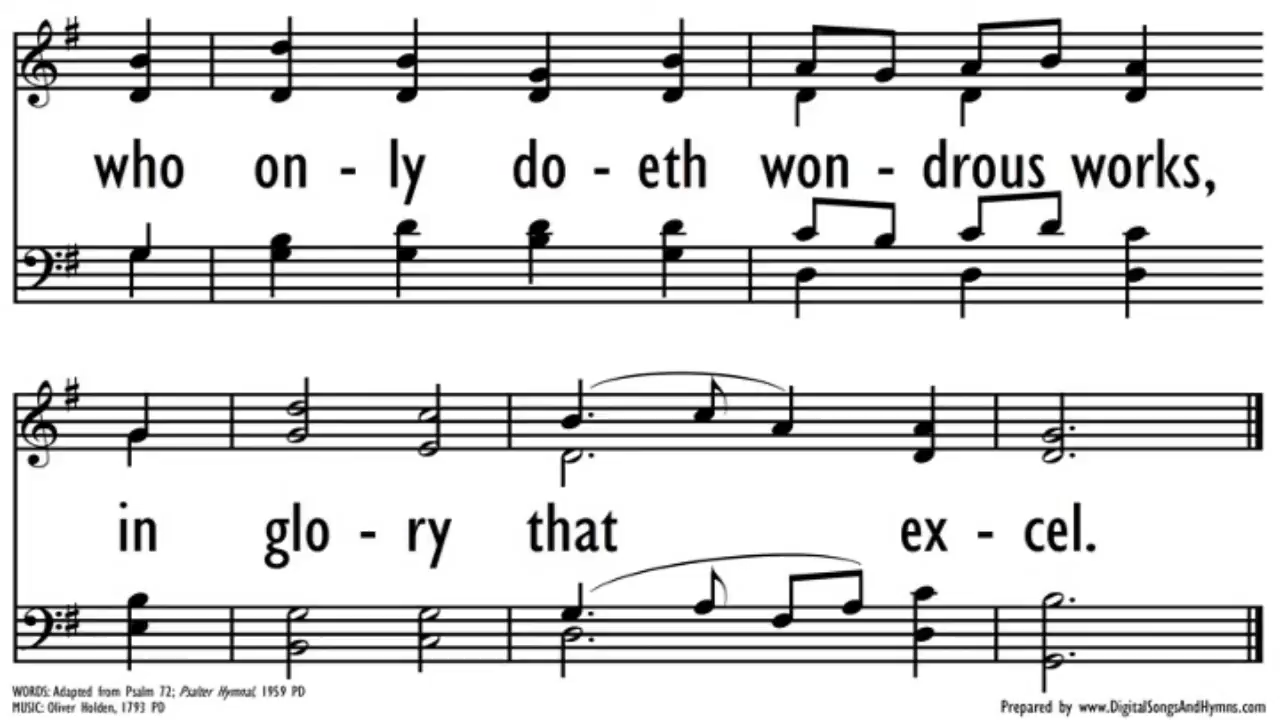 who on - ly do - eth won - drous works,
in glo - ry that ex - cel.
WORDS: Adapted from Psalm 72; Psalter Hymnal, 1959 PD
MUSIC: Oliver Holden, 1793 PD
Prepared by www.DigitalSongsAndHymns.com